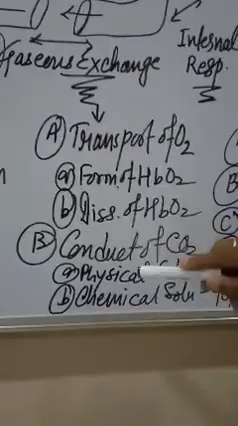 Gaseous Exchange
Internal
Resp.
(A) Transport of O2
(a) Form. of HbO2
(b) Diss. of HbO2
(B) Conduct of CO2
(a) Physical
(b) Chemical Solu